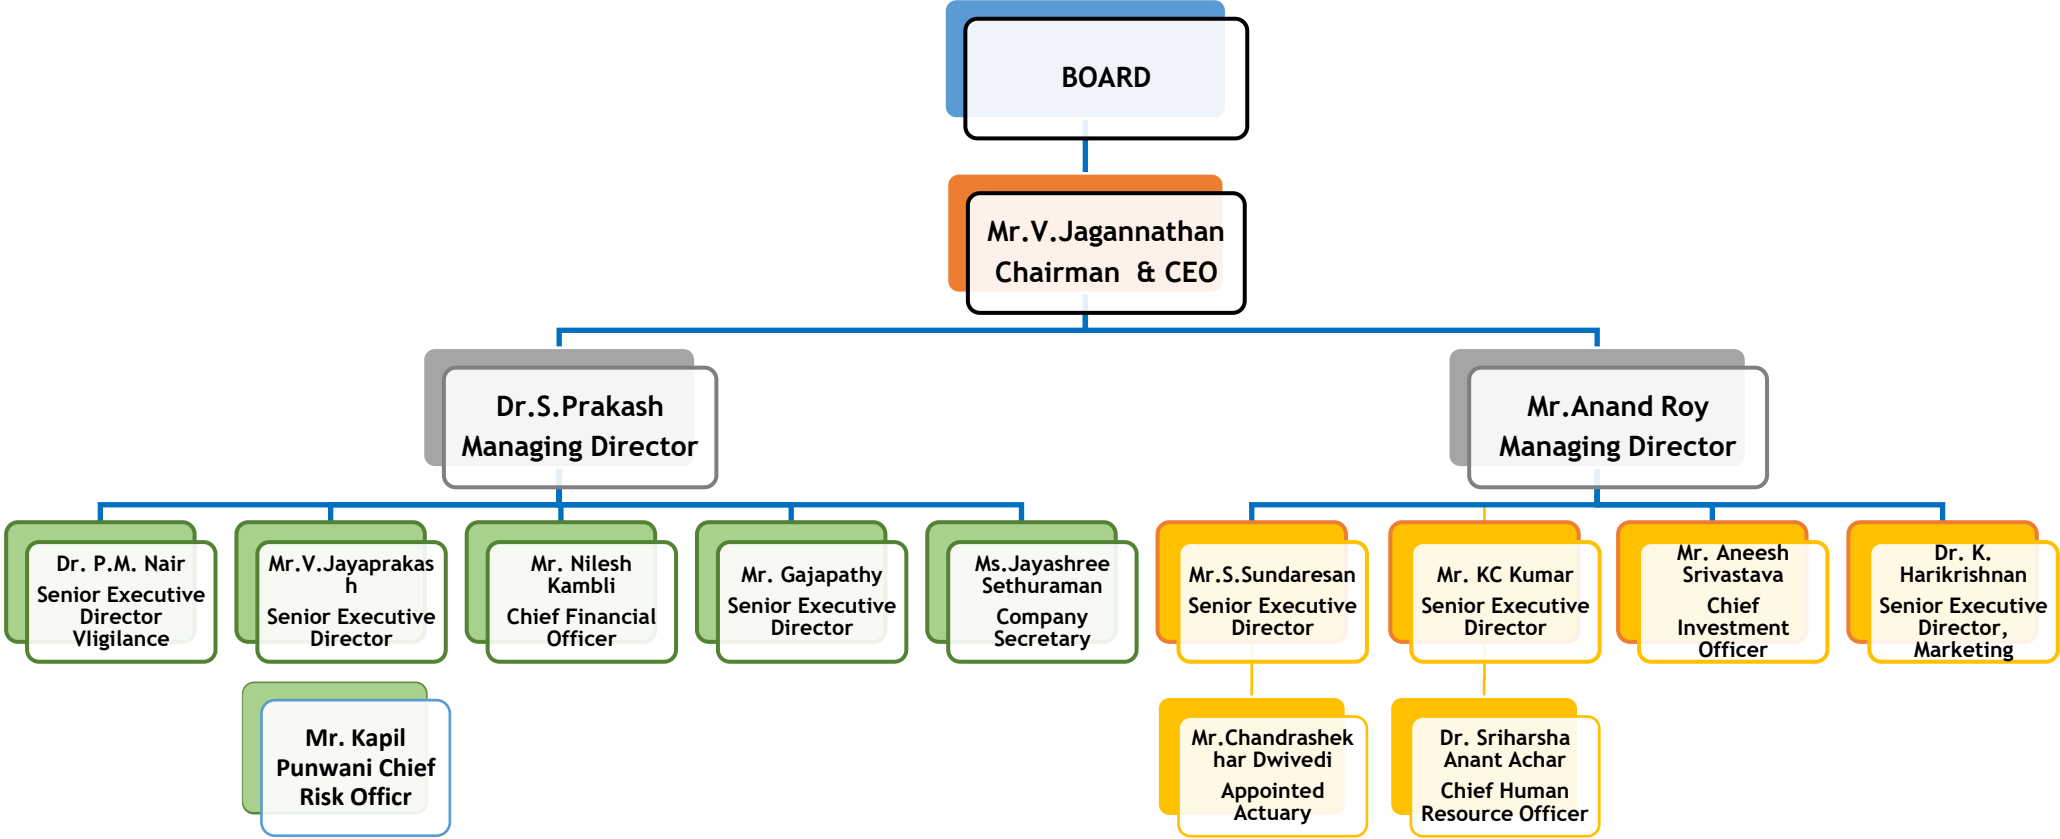 BOARD
Mr.V.Jagannathan
Chairman & CEO
Dr.S.Prakash
Managing Director
Mr.Anand Roy
Managing Director
Dr. P.M. Nair
Senior Executive
Director
Vligilance
Mr.V.Jayaprakas
h
Senior Executive
Director
Mr. Nilesh
Kambli
Chief Financial
Officer
Mr. Gajapathy
Senior Executive
Director
Ms.Jayashree
Sethuraman
Company
Secretary
Mr.S.Sundaresan
Senior Executive
Director
Mr. KC Kumar
Senior Executive
Director
Mr. Aneesh
Srivastava
Chief
Investment
Officer
Dr. K.
Harikrishnan
Senior Executive
Director,
Marketing
Mr. Kapil
Punwani Chief
Risk Officr
Mr.Chandrashek
har Dwivedi
Appointed
Actuary
Dr. Sriharsha
Anant Achar
Chief Human
Resource Officer